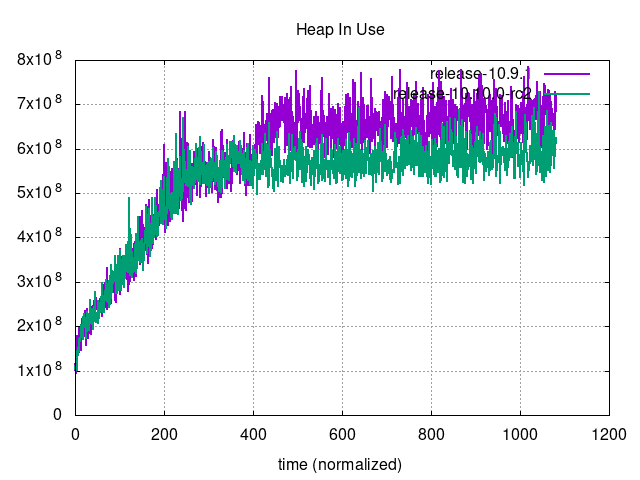 Heap In Use
8x10^8
release-10.9.
release-10.10.0-rc2
7x10^8
6x10^8
5x10^8
4x10^8
3x10^8
2x10^8
1x10^8
0
0 200 400 600 800 1000 1200
time (normalized)